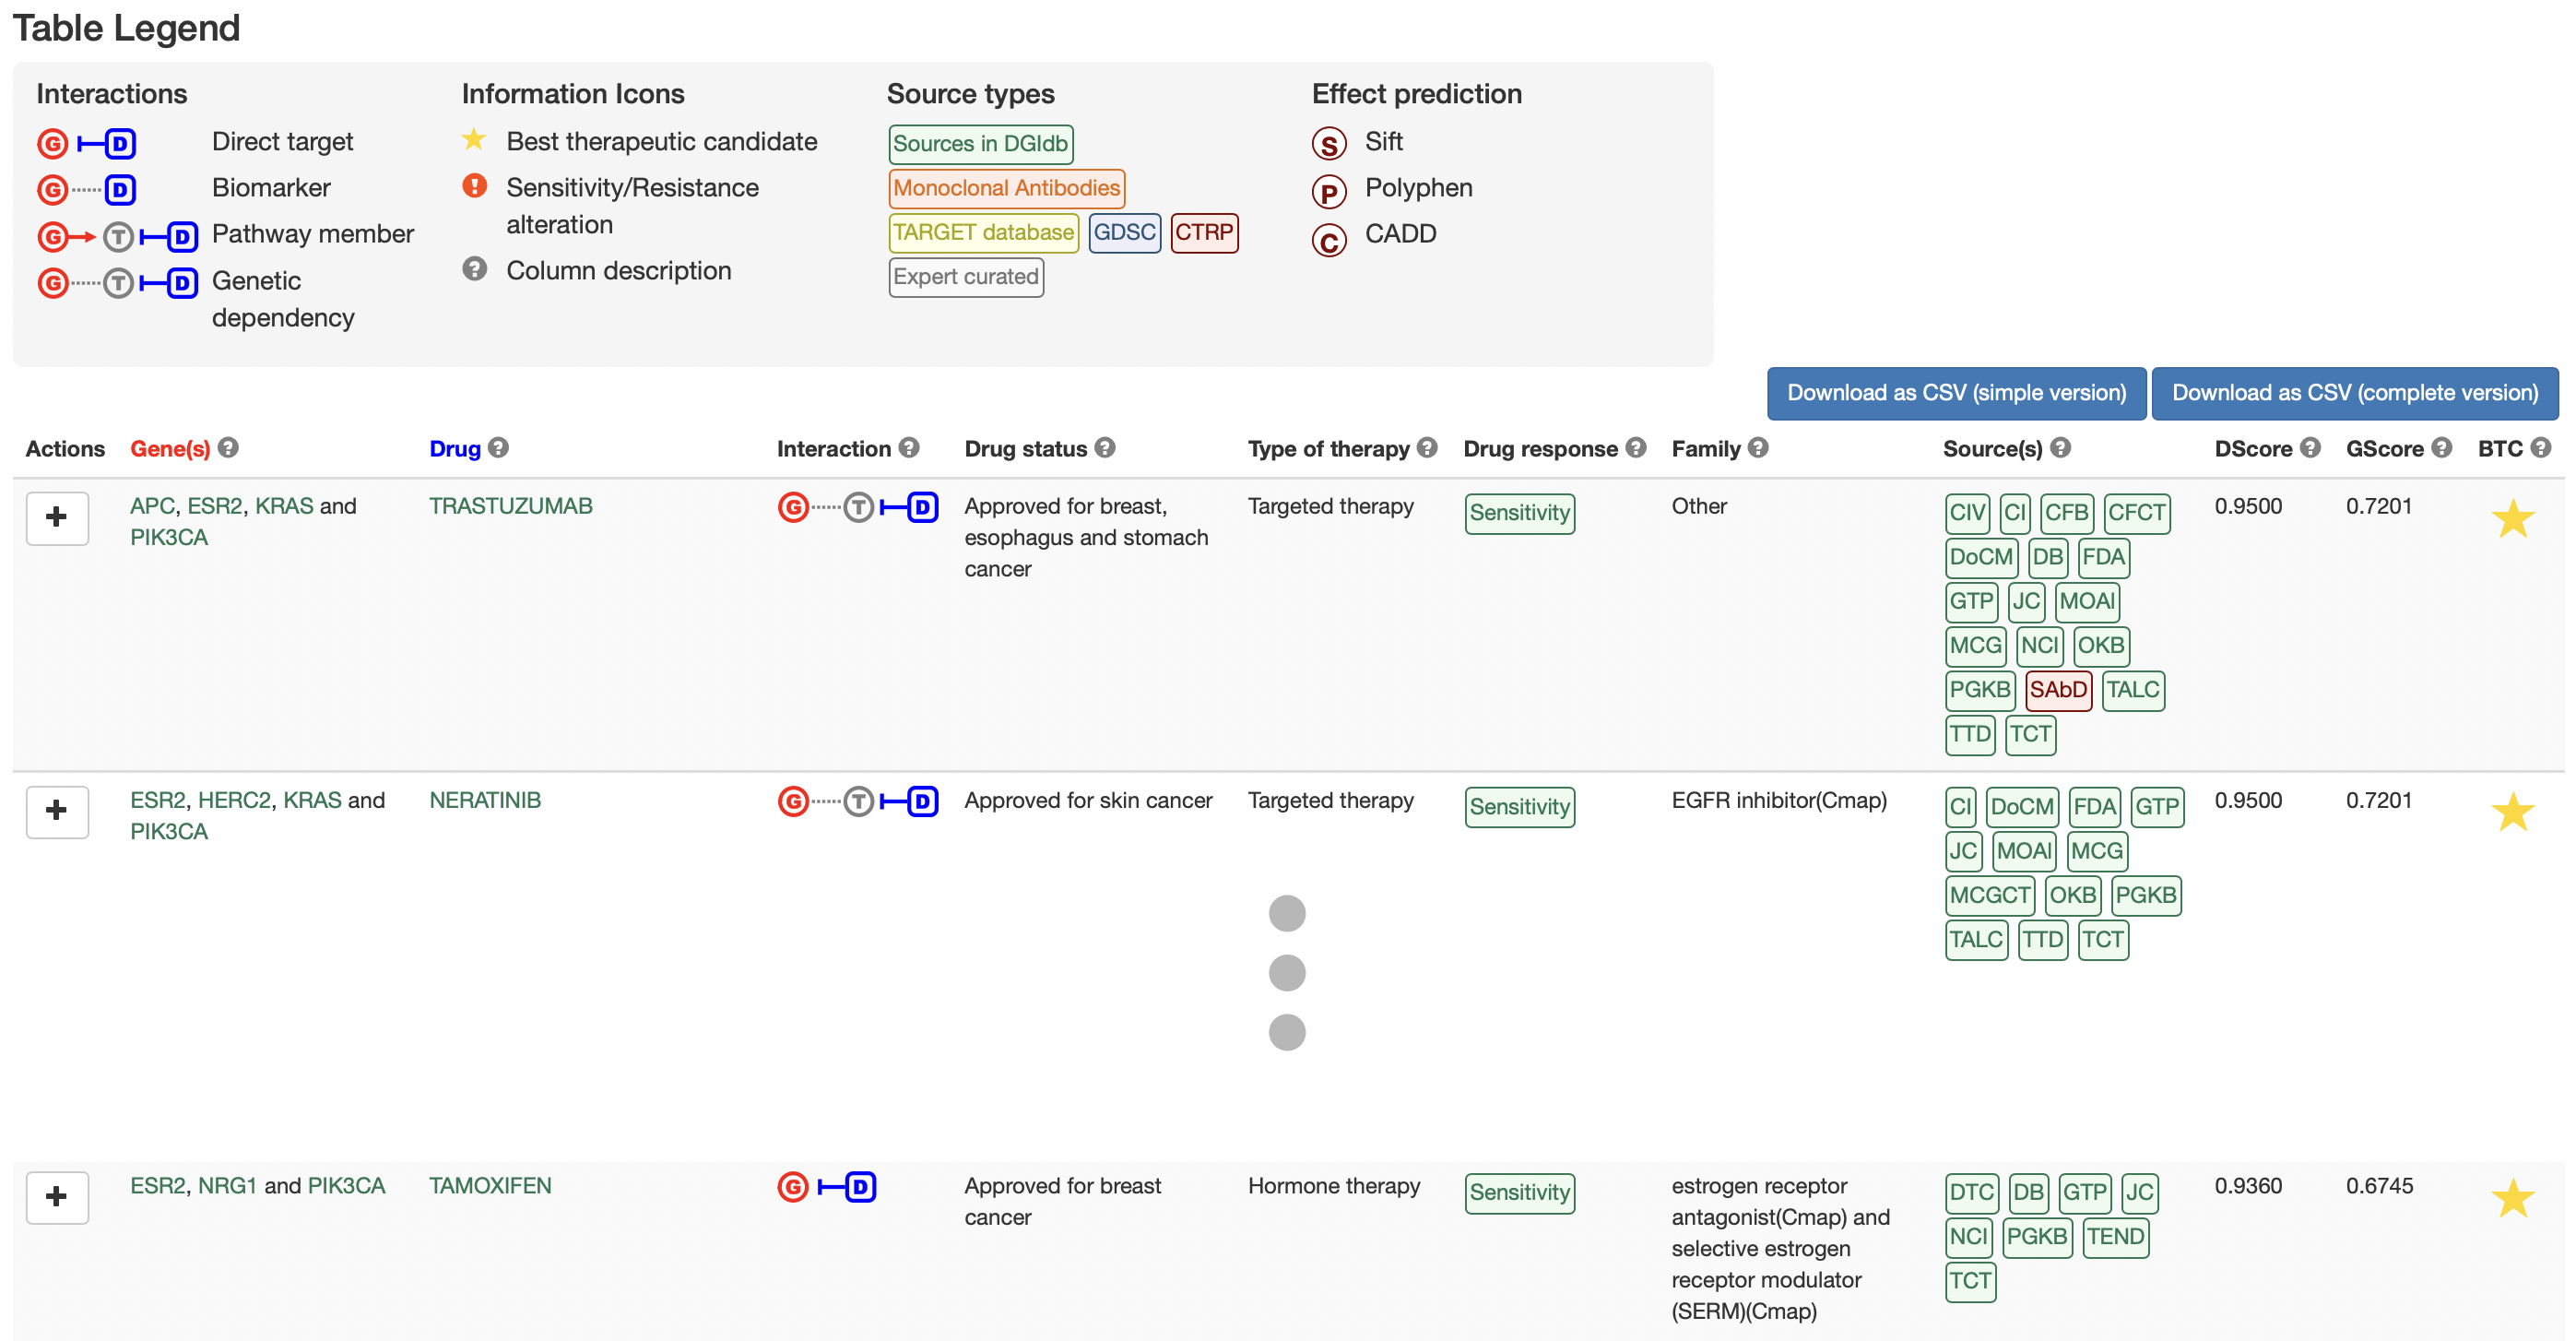 Table Legend
Interactions
G D Direct target
G D Biomarker
G T D Pathway member
G T D Genetic
dependency
Information Icons
Best therapeutic candidate
! Sensitivity/Resistance
alteration
? Column description
Source types
Sources in DGIdb
Monoclonal Antibodies
TARGET database GDSC CTRP
Expert curated
Effect prediction
S Sift
P Polyphen
C CADD
Download as CSV (simple version) Download as CSV (complete version)
Actions Gene(s) ? Drug ? Interaction ? Drug status ? Type of therapy ? Drug response ? Family ? Source(s) ? DScore ? GScore ? BTC ?
+
APC, ESR2, KRAS and
PIK3CA
TRASTUZUMAB
G T D
Approved for breast,
esophagus and stomach
cancer
Targeted therapy
Sensitivity
Other
CIV CI CFB CFCT
DoCM DB FDA
GTP JC MOAI
MCG NCI OKB
PGKB SAbD TALC
TTD TCT
0.9500
0.7201
+
ESR2, HERC2, KRAS and
PIK3CA
NERATINIB
G T D
Approved for skin cancer
Targeted therapy
Sensitivity
EGFR inhibitor(Cmap)
CI DoCM FDA GTP
JC MOAI MCG
MCGCT OKB PGKB
TALC TTD TCT
0.9500
0.7201
+
ESR2, NRG1 and PIK3CA
TAMOXIFEN
G D
Approved for breast
cancer
Hormone therapy
Sensitivity
estrogen receptor
antagonist(Cmap) and
selective estrogen
receptor modulator
(SERM)(Cmap)
DTC DB GTP JC
NCI PGKB TEND
TCT
0.9360
0.6745